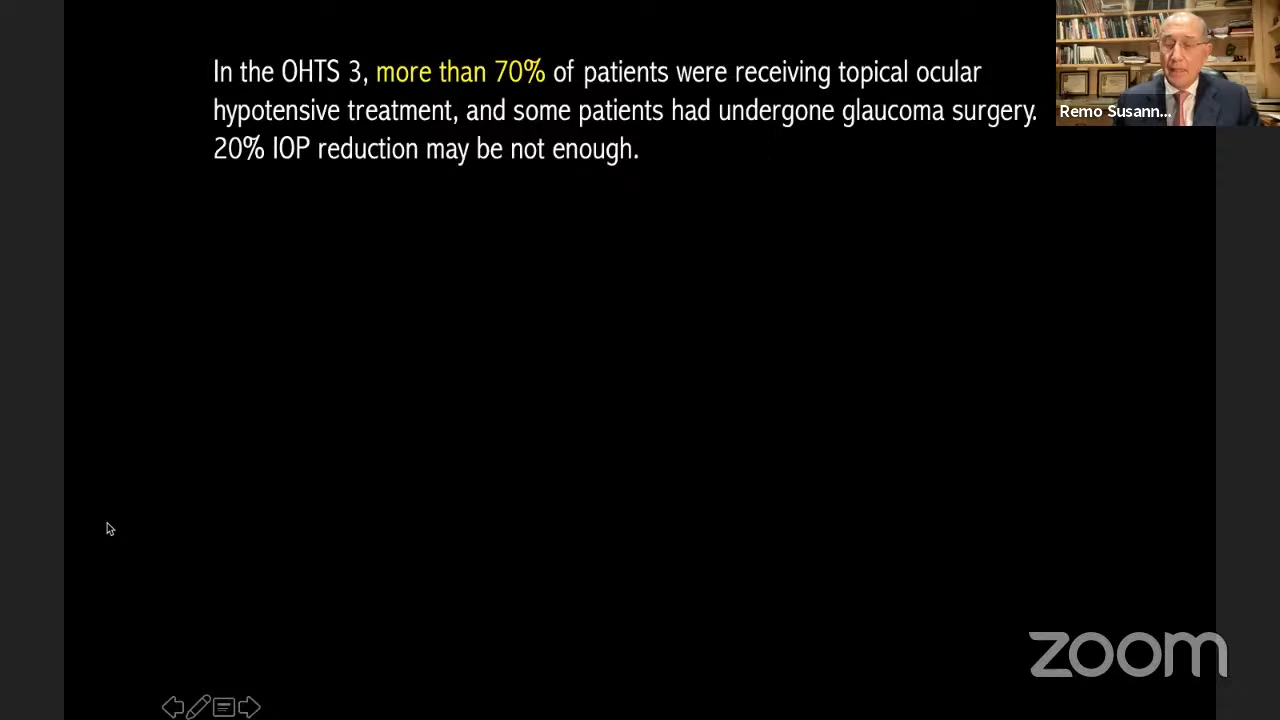 In the OHTS 3, more than 70% of patients were receiving topical ocular
hypotensive treatment, and some patients had undergone glaucoma surgery.
20% IOP reduction may be not enough.
Remo Susann...
zoom